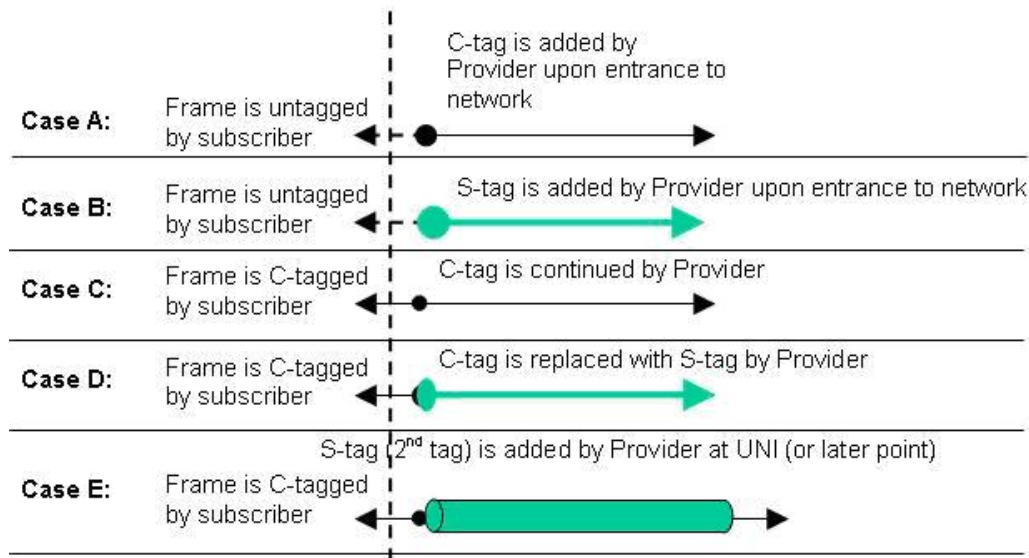 C-tag is added by
Provider upon entrance to
network
Case A:
Frame is untagged
by subscriber
S-tag is added by Provider upon entrance to network
Case B:
Frame is untagged
by subscriber
C-tag is continued by Provider
Case C:
Frame is C-tagged
by subscriber
C-tag is replaced with S-tag by Provider
Case D:
Frame is C-tagged
by subscriber
S-tag (2nd tag) is added by Provider at UNI (or later point)
Case E:
Frame is C-tagged
by subscriber